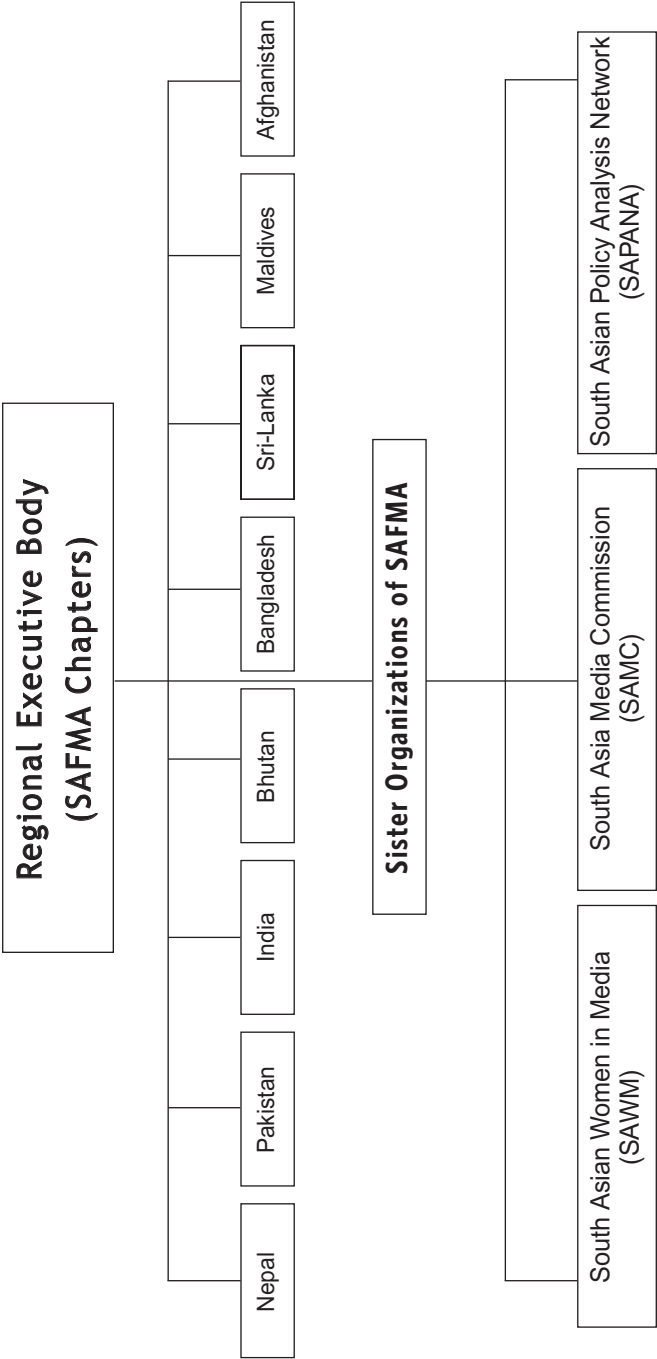 Regional Executive Body
(SAFMA Chapters)
Nepal
Pakistan
India
Bhutan
Bangladesh
Sri-Lanka
Maldives
Afghanistan
Sister Organizations of SAFMA
South Asian Women in Media
(SAWM)
South Asia Media Commission
(SAMC)
South Asian Policy Analysis Network
(SAPANA)